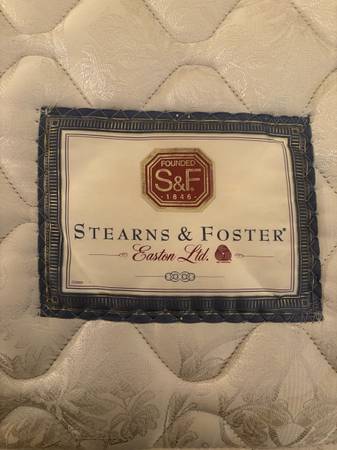 FOUNDED
S&F.
·1846·
STEARNS & FOSTER®
Easton Ltd.